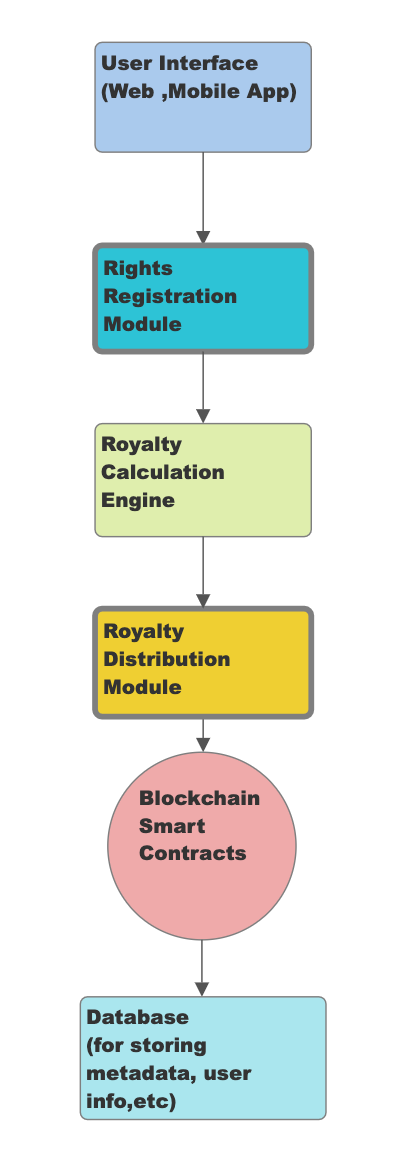 User Interface
(Web ,Mobile App)
Rights
Registration
Module
Royalty
Calculation
Engine
Royalty
Distribution
Module
Blockchain
Smart
Contracts
Database
(for storing
metadata, user
info,etc)